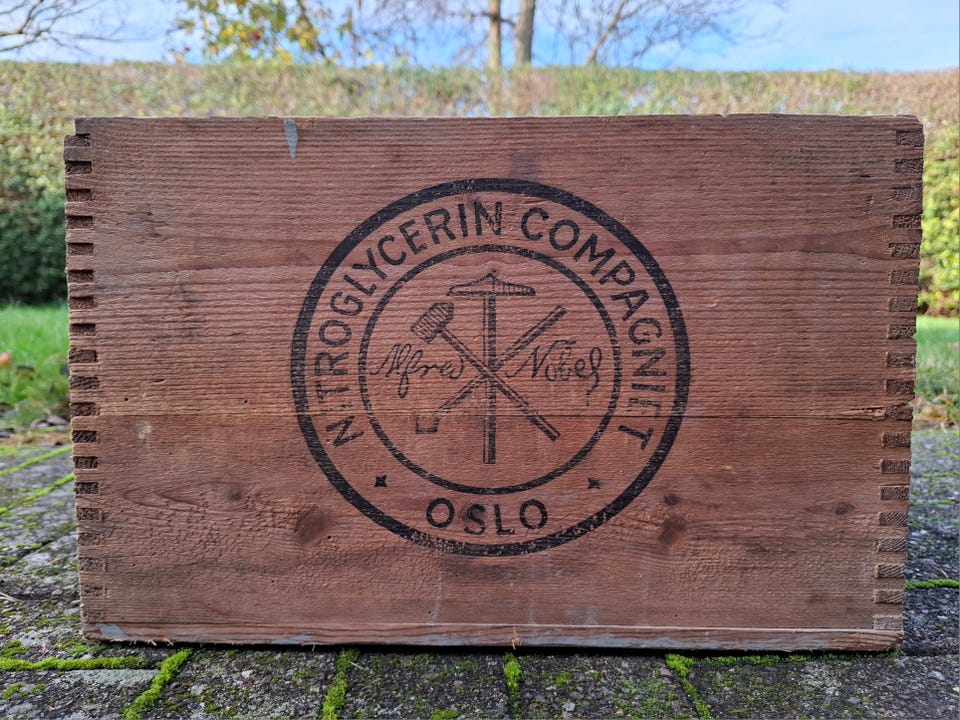 NITROGLYCERIN COMPAGNIET
Alfred Nobel
OSLO